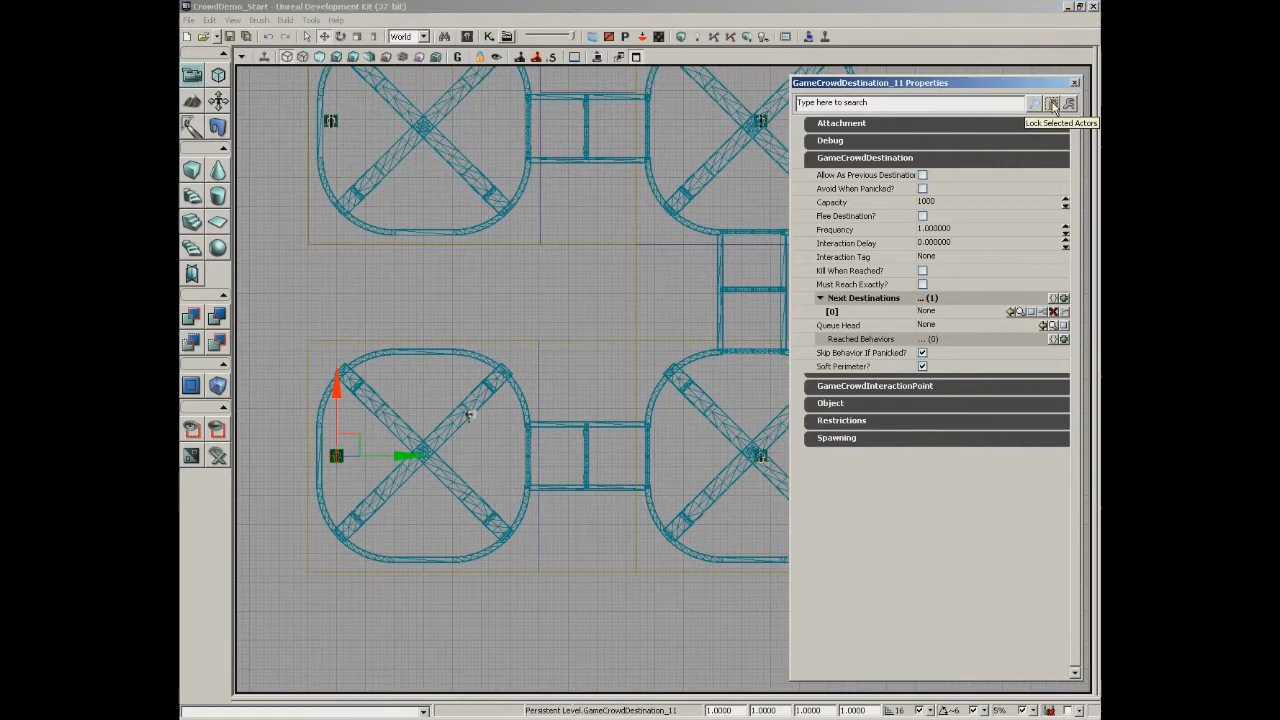 CrowdDemo_Start - Unreal Development Kit (32-bit)
File Edit View Brush Build Tools Help
World
GameCrowdDestination_11 Properties
Type here to search
Lock Selected Actors
Attachment
Debug
GameCrowdDestination
Allow As Previous Destinatio
Avoid When Panicked?
Capacity 1000
Flee Destination?
Frequency 1.000000
Interaction Delay 0.000000
Interaction Tag None
Kill When Reached?
Must Reach Exactly?
Next Destinations ... (1)
[0] None
Queue Head None
Reached Behaviors ... (0)
Skip Behavior If Panicked?
Soft Perimeter?
GameCrowdInteractionPoint
Object
Restrictions
Spawning
Persistent Level.GameCrowdDestination_11 1.0000 1.0000 1.0000 1.0000 16 ~6 5%